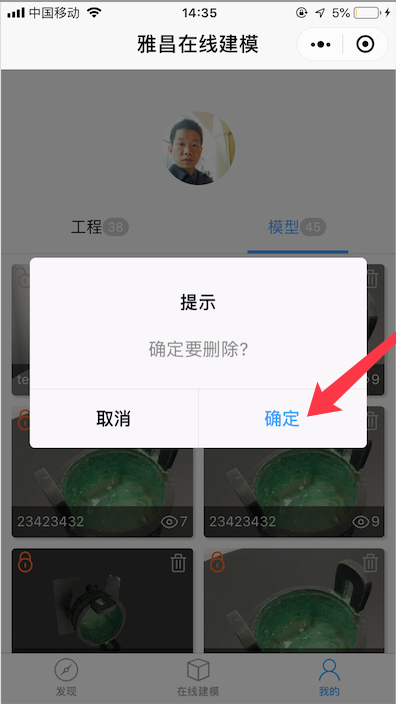 中国移动 14:35 5%
雅昌在线建模
工程 38 模型 45
提示
确定要删除?
取消 确定
te 9
23423432 7 23423432 9
发现 在线建模 我的